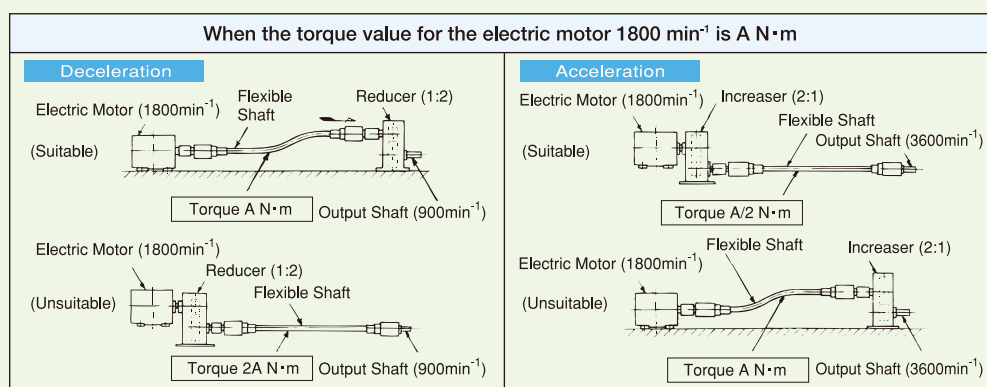 When the torque value for the electric motor 1800 min⁻¹ is A N·m
Deceleration
Electric Motor (1800min⁻¹)
Flexible
Shaft
Reducer (1:2)
(Suitable)
Torque A N·m
Output Shaft (900min⁻¹)
Electric Motor (1800min⁻¹)
Reducer (1:2)
Flexible Shaft
(Unsuitable)
Torque 2A N·m
Output Shaft (900min⁻¹)
Acceleration
Electric Motor (1800min⁻¹)
Increaser (2:1)
Flexible Shaft
Output Shaft (3600min⁻¹)
(Suitable)
Torque A/2 N·m
Flexible Shaft
Increaser (2:1)
Electric Motor (1800min⁻¹)
(Unsuitable)
Torque A N·m
Output Shaft (3600min⁻¹)